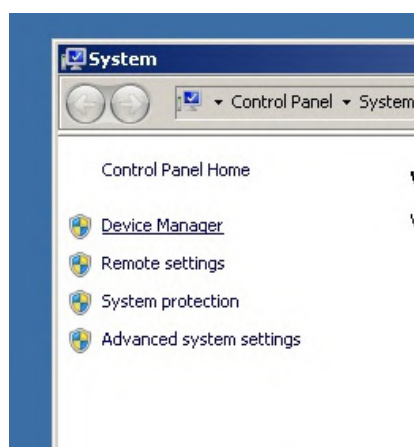 System
Control Panel System
Control Panel Home
Device Manager
Remote settings
System protection
Advanced system settings